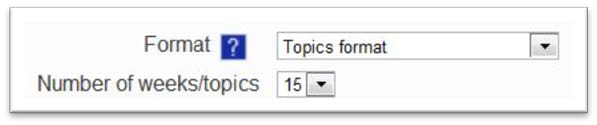 Format ? Topics format
Number of weeks/topics 15